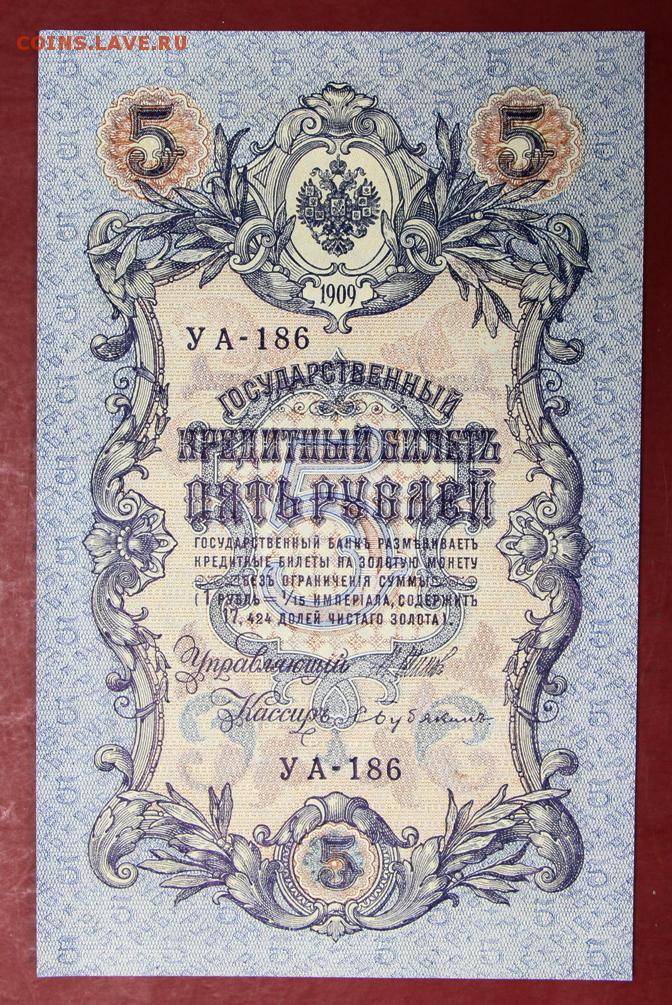 COINS.LAVE.RU
5 5
1909
УА-186
ГОСУДАРСТВЕННЫЙ
КРЕДИТНЫЙ БИЛЕТЪ
ПЯТЬ РУБЛЕЙ
ГОСУДАРСТВЕННЫЙ БАНКЪ РАЗМѢНИВАЕТЪ
КРЕДИТНЫЕ БИЛЕТЫ НА ЗОЛОТУЮ МОНЕТУ
БЕЗЪ ОГРАНИЧЕНІЯ СУММЫ
(1 РУБЛЬ = 1/15 ИМПЕРІАЛА, СОДЕРЖИТЪ
17,424 ДОЛЕЙ ЧИСТАГО ЗОЛОТА).
Управляющій
Кассиръ
УА-186
5